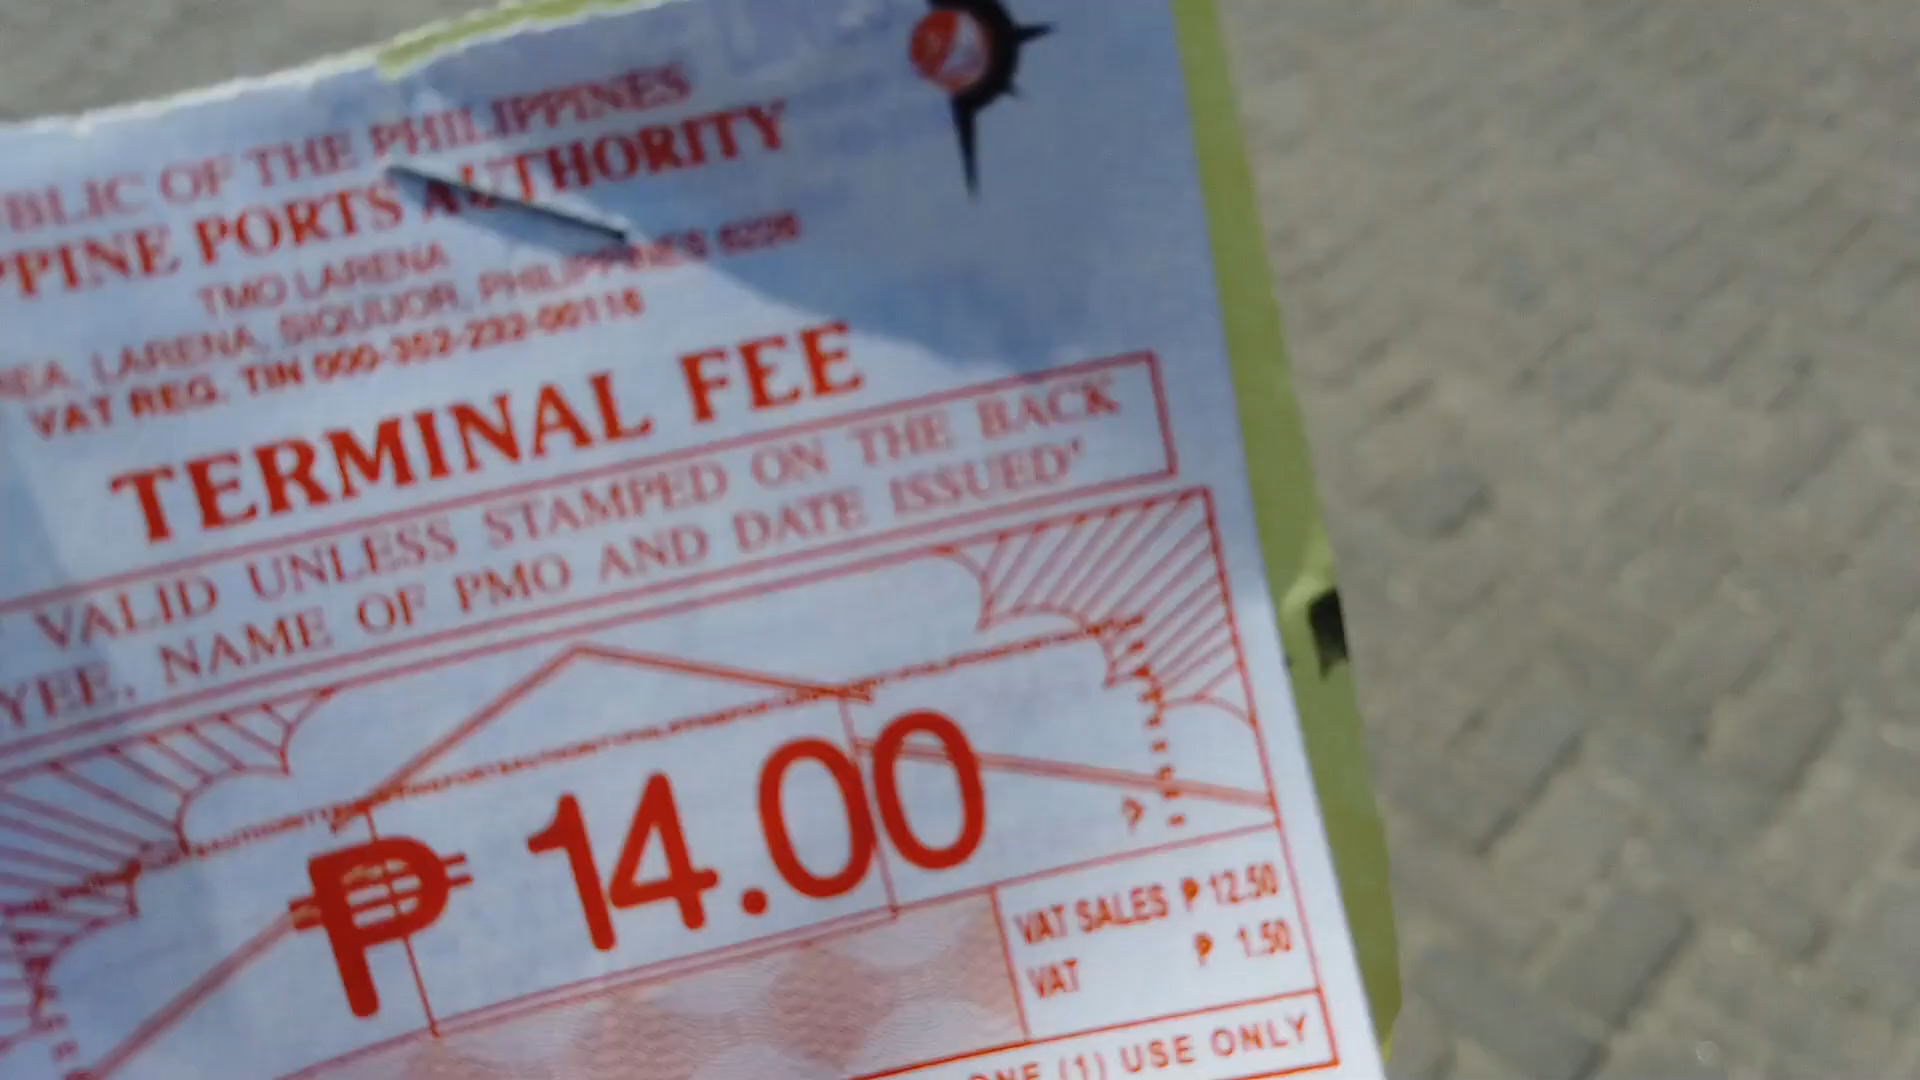 BLIC OF THE PHILIPPINES
PPINE PORTS AUTHORITY
TMO LARENA
REA, LARENA, SIQUIJOR, PHILIPPINES 6226
VAT REG. TIN 000-352-232-00116
TERMINAL FEE
VALID UNLESS STAMPED ON THE BACK
YEE, NAME OF PMO AND DATE ISSUED"
₱ 14.00
VAT SALES ₱ 12.50
VAT ₱ 1.50
ONE (1) USE ONLY